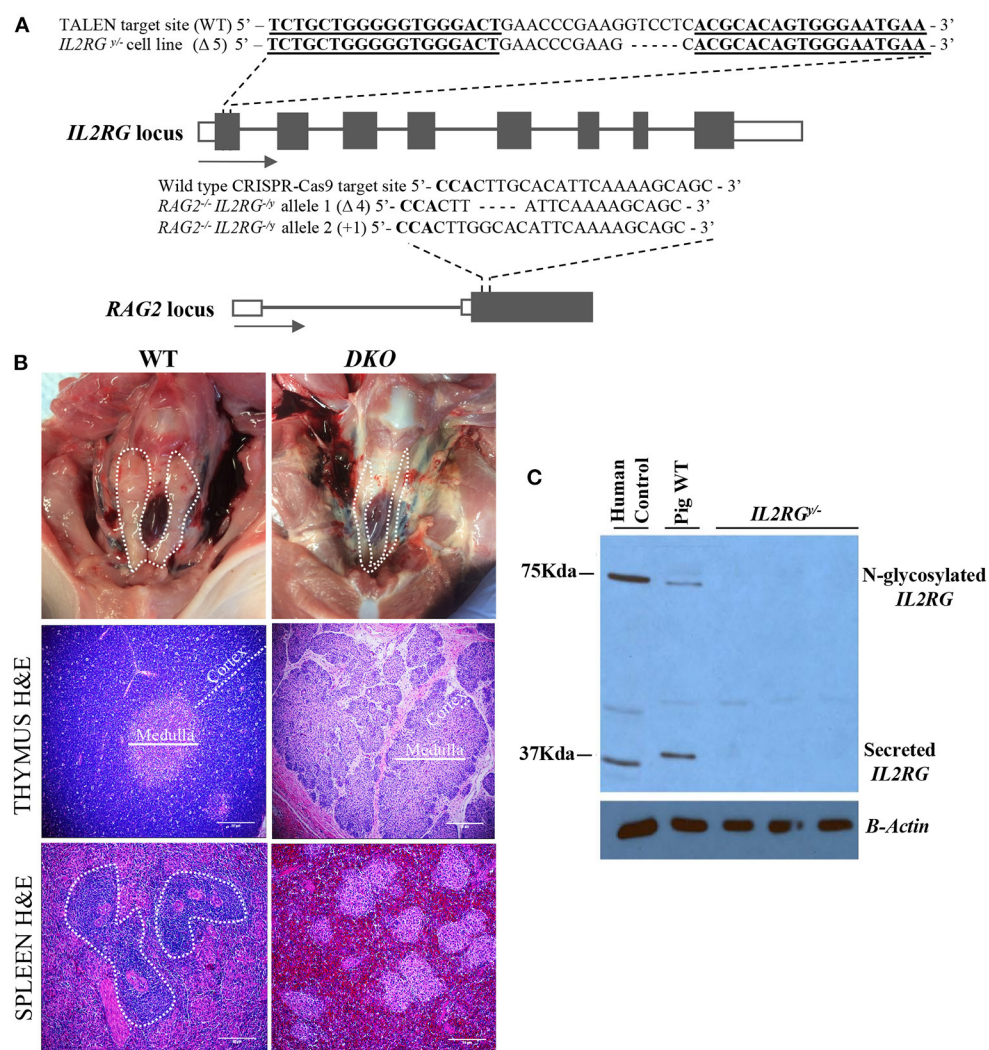 A
TALEN target site (WT) 5’ – TCTGCTGGGGGTGGGACTGAACCCGAAGGTCCTCACGCACAGTGGGAATGAA - 3’
IL2RG y/- cell line (Δ 5) 5’ – TCTGCTGGGGGTGGGACTGAACCCGAAG - - - - - CACGCACAGTGGGAATGAA - 3’
IL2RG locus
Wild type CRISPR-Cas9 target site 5’- CCACTTGCACATTCAAAAGCAGC - 3’
RAG2-/- IL2RG-/y allele 1 (Δ 4) 5’- CCACTT - - - - ATTCAAAAGCAGC - 3’
RAG2-/- IL2RG-/y allele 2 (+1) 5’- CCACTTGGCACATTCAAAAGCAGC - 3’
RAG2 locus
B
WT DKO
THYMUS H&E
Cortex
Medulla
Cortex
Medulla
SPLEEN H&E
C
Human Control
Pig WT
IL2RGy/-
75Kda
N-glycosylated
IL2RG
37Kda
Secreted
IL2RG
B-Actin